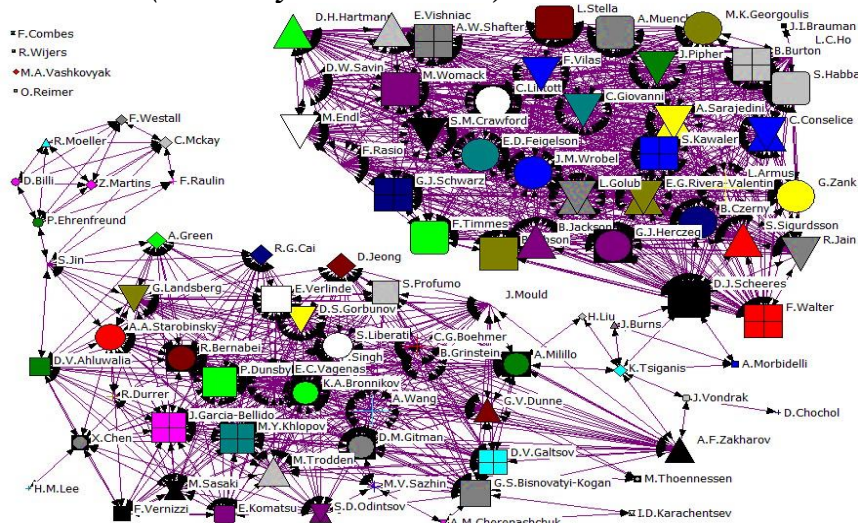 F.Combes
R.Wijers
M.A.Vashkovyak
O.Reimer
D.H.Hartman
E.Vishniac
A.W.Shafter
L.Stella
A.Muench
M.K.Georgoulis
J.I.Brauman
L.C.Ho
D.W.Savin
M.Womack
F.Vilas
J.Pipher
B.Burton
C.Lintott
C.Giovanni
S.Habba
M.Endl
S.M.Crawford
A.Sarajedini
C.Conselice
F.Rasio
E.D.Feigelson
S.Kawaler
J.M.Wrobel
L.Armus
G.J.Schwarz
L.Golub
E.G.Rivera-Valentin
G.Zank
B.Czerny
F.Timmes
B.Jackson
G.J.Herczeg
S.Sigurdsson
R.Jain
D.J.Scheeres
F.Walter
F.Westall
R.Moeller
C.Mckay
D.Billi
Z.Martins
F.Raulin
P.Ehrenfreund
A.Green
R.G.Cai
D.Jeong
S.Jin
G.Landsberg
E.Verlinde
S.Profumo
J.Mould
D.S.Gorbunov
H.Liu
J.Burns
A.A.Starobinsky
S.Liberati
C.G.Boehmer
R.Bernabei
B.Grinstein
A.Milillo
D.V.Ahluwalia
P.Dunsby
E.C.Vagenas
K.Tsiganis
A.Morbidelli
R.Durrer
K.A.Bronnikov
A.Wang
G.V.Dunne
J.Vondrak
D.Chochol
J.Garcia-Bellido
X.Chen
M.Y.Khlopov
D.M.Gitman
A.F.Zakharov
M.Trodden
D.V.Galtsov
H.M.Lee
M.Sasaki
M.V.Sazhin
G.S.Bisnovatyi-Kogan
M.Thoennessen
F.Vernizzi
E.Komatsu
S.D.Odintsov
I.D.Karachentsev